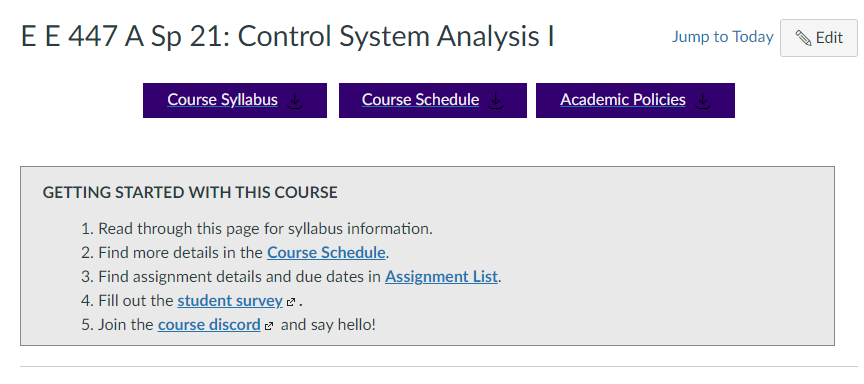 E E 447 A Sp 21: Control System Analysis I
Jump to Today
Edit
Course Syllabus
Course Schedule
Academic Policies
GETTING STARTED WITH THIS COURSE
1. Read through this page for syllabus information.
2. Find more details in the Course Schedule.
3. Find assignment details and due dates in Assignment List.
4. Fill out the student survey .
5. Join the course discord and say hello!